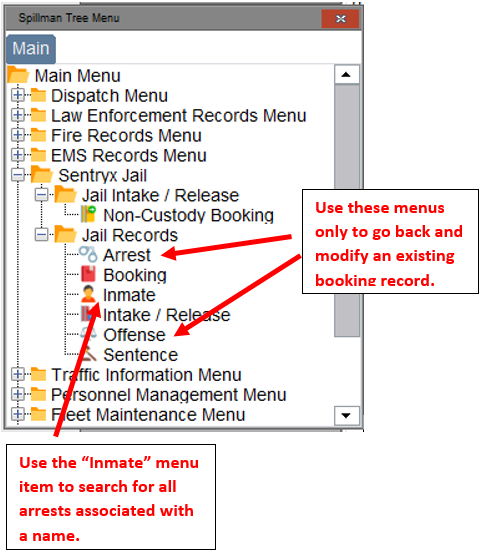 Spillman Tree Menu
Main
Main Menu
Dispatch Menu
Law Enforcement Records Menu
Fire Records Menu
EMS Records Menu
Sentryx Jail
Jail Intake / Release
Non-Custody Booking
Jail Records
Arrest
Booking
Inmate
Intake / Release
Offense
Sentence
Traffic Information Menu
Personnel Management Menu
Fleet Maintenance Menu
Use these menus
only to go back and
modify an existing
booking record.
Use the “Inmate” menu
item to search for all
arrests associated with
a name.